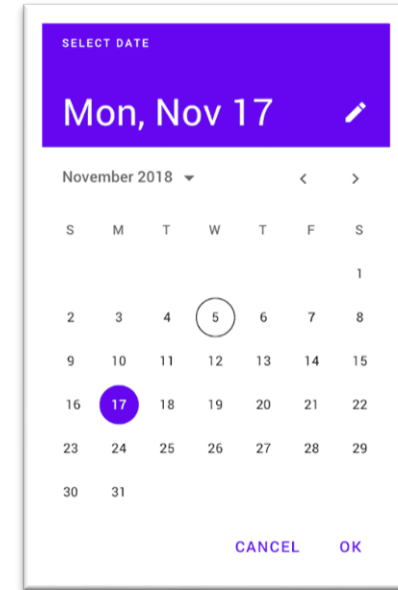 SELECT DATE
Mon, Nov 17
November 2018
S M T W T F S
1
2 3 4 5 6 7 8
9 10 11 12 13 14 15
16 17 18 19 20 21 22
23 24 25 26 27 28 29
30 31
CANCEL OK